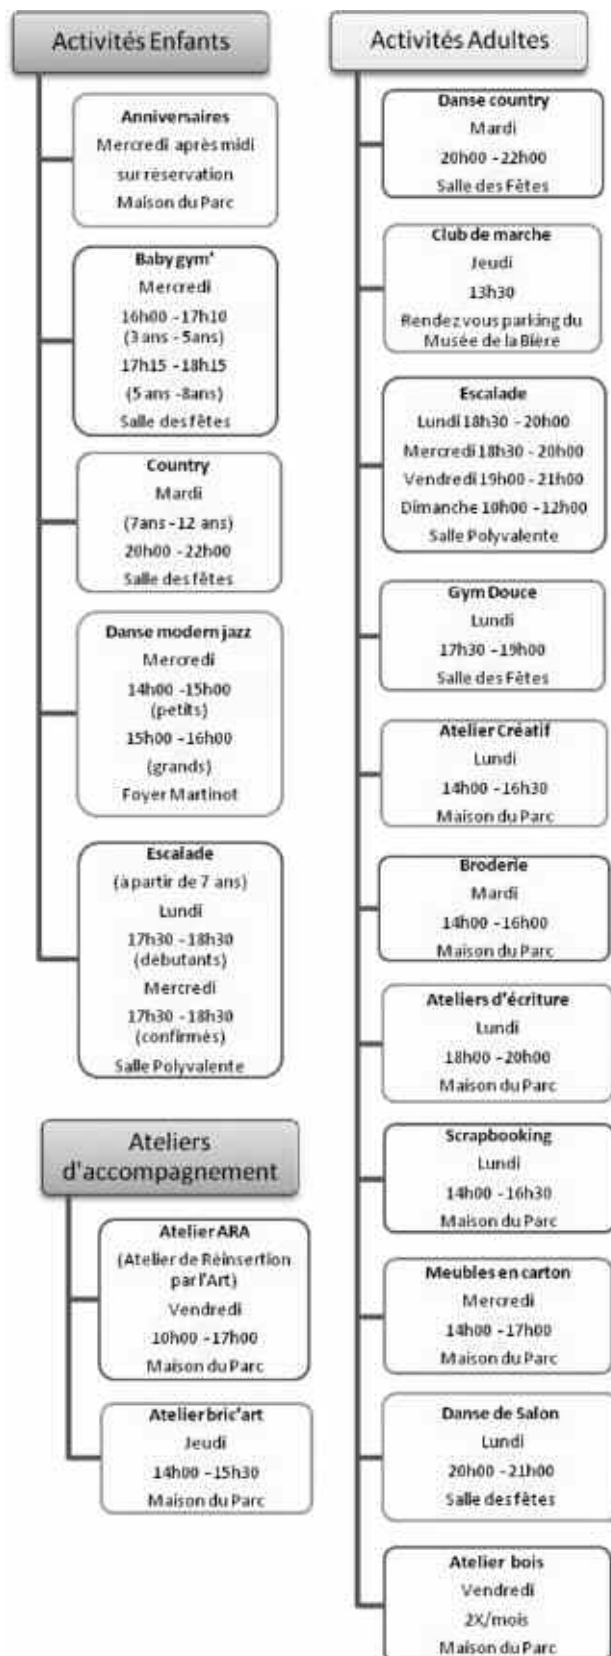 Activités Enfants
Anniversaires
Mercredi après midi
sur réservation
Maison du Parc
Baby gym'
Mercredi
16h00 - 17h10
(3 ans - 5ans)
17h15 - 18h15
(5 ans - 8ans)
Salle des fêtes
Country
Mardi
(7ans - 12 ans)
20h00 - 22h00
Salle des fêtes
Danse modern jazz
Mercredi
14h00 - 15h00
(petits)
15h00 - 16h00
(grands)
Foyer Martinot
Escalade
(à partir de 7 ans)
Lundi
17h30 - 18h30
(débutants)
Mercredi
17h30 - 18h30
(confirmés)
Salle Polyvalente
Ateliers
d'accompagnement
Atelier ARA
(Atelier de Réinsertion
par l'Art)
Vendredi
10h00 - 17h00
Maison du Parc
Atelier bric'art
Jeudi
14h00 - 15h30
Maison du Parc
Activités Adultes
Danse country
Mardi
20h00 - 22h00
Salle des Fêtes
Club de marche
Jeudi
13h30
Rendez vous parking du
Musée de la Bière
Escalade
Lundi 18h30 - 20h00
Mercredi 18h30 - 20h00
Vendredi 19h00 - 21h00
Dimanche 10h00 - 12h00
Salle Polyvalente
Gym Douce
Lundi
17h30 - 19h00
Salle des Fêtes
Atelier Créatif
Lundi
14h00 - 16h30
Maison du Parc
Broderie
Mardi
14h00 - 16h00
Maison du Parc
Ateliers d'écriture
Lundi
18h00 - 20h00
Maison du Parc
Scrapbooking
Lundi
14h00 - 16h30
Maison du Parc
Meubles en carton
Mercredi
14h00 - 17h00
Maison du Parc
Danse de Salon
Lundi
20h00 - 21h00
Salle des fêtes
Atelier bois
Vendredi
2X/mois
Maison du Parc